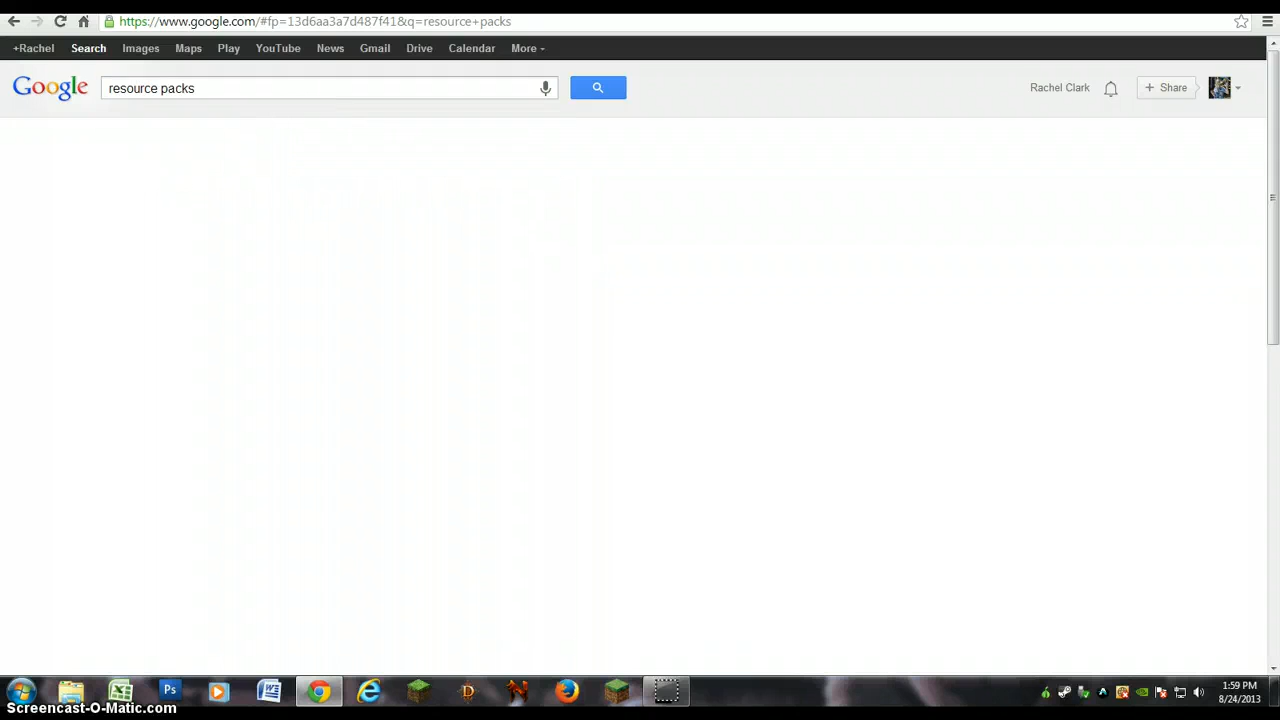 https://www.google.com/#fp=13d6aa3a7d487f41&q=resource+packs
+Rachel Search Images Maps Play YouTube News Gmail Drive Calendar More
Google resource packs Rachel Clark + Share
Ps W D
1:59 PM
8/24/2013
Screencast-O-Matic.com